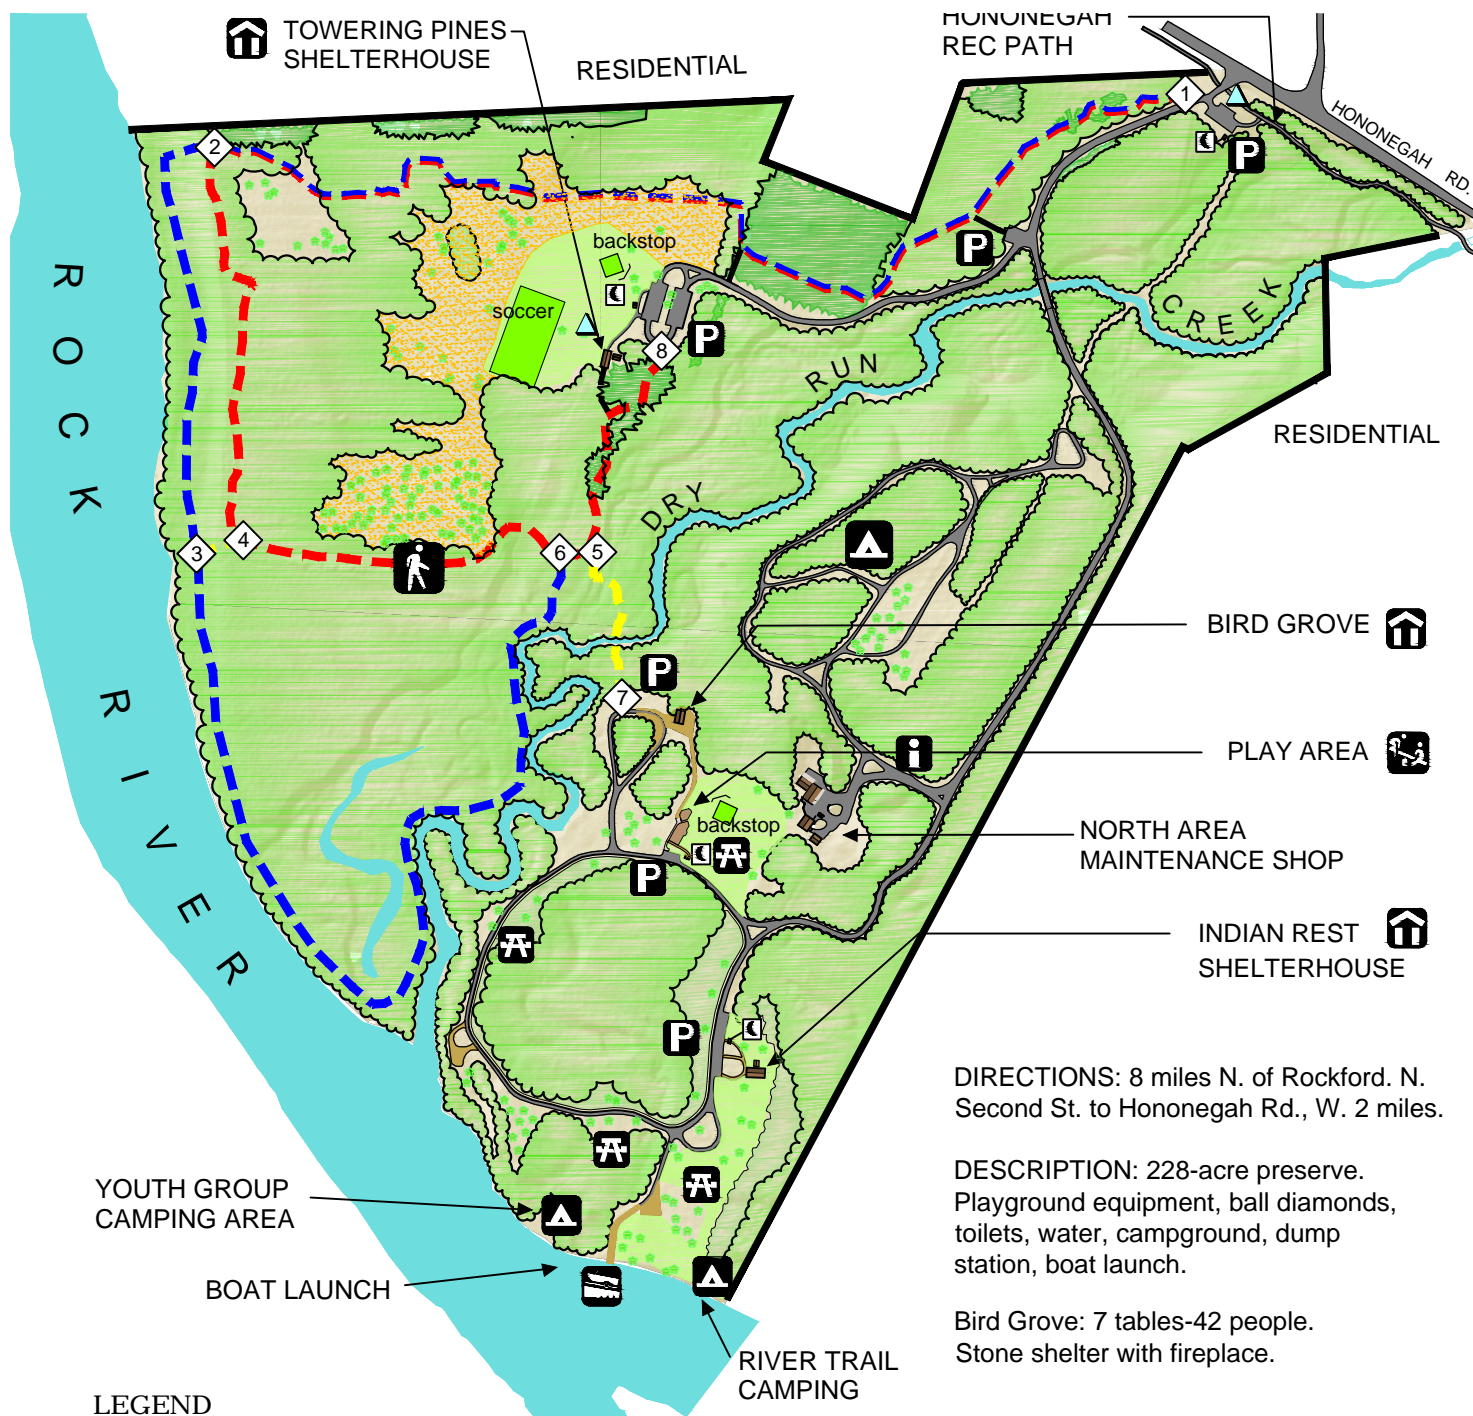 TOWERING PINES
SHELTERHOUSE
RESIDENTIAL
HONONEGAH
REC PATH
HONONEGAH RD.
1
2
P
P
backstop
soccer
8
P
ROCK RIVER
DRY RUN CREEK
RESIDENTIAL
3
4
6
5
BIRD GROVE
P
7
i
PLAY AREA
backstop
NORTH AREA
MAINTENANCE SHOP
P
INDIAN REST
SHELTERHOUSE
P
DIRECTIONS: 8 miles N. of Rockford. N.
Second St. to Hononegah Rd., W. 2 miles.
DESCRIPTION: 228-acre preserve.
Playground equipment, ball diamonds,
toilets, water, campground, dump
station, boat launch.
YOUTH GROUP
CAMPING AREA
BOAT LAUNCH
Bird Grove: 7 tables-42 people.
Stone shelter with fireplace.
RIVER TRAIL
CAMPING
LEGEND